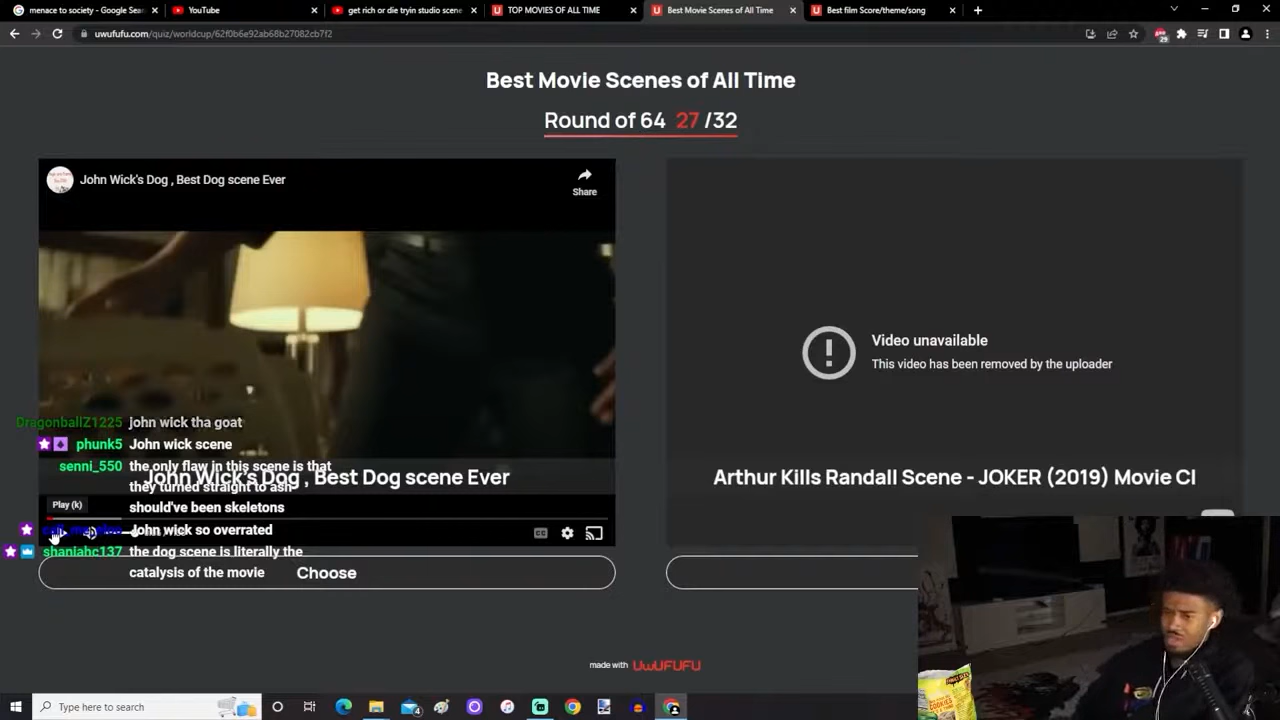 menace to society - Google Sear
YouTube
get rich or die tryin studio scene
TOP MOVIES OF ALL TIME
Best Movie Scenes of All Time
Best film Score/theme/song
uwufufu.com/quiz/worldcup/62f0b6e92ab68b27082cb7f2
29
Best Movie Scenes of All Time
Round of 64 27 /32
John Wick's Dog , Best Dog scene Ever
Share
Video unavailable
This video has been removed by the uploader
DragonballZ1225 john wick tha goat
phunk5 John wick scene
senni_550 the only flaw in this scene is that
they turned straight to ash
should've been skeletons
John Wick's Dog , Best Dog scene Ever
Arthur Kills Randall Scene - JOKER (2019) Movie Cl
Play (k)
John wick so overrated
shaniahc137 the dog scene is literally the
catalysis of the movie
CC
Choose
made with UWUFUFU
Type here to search